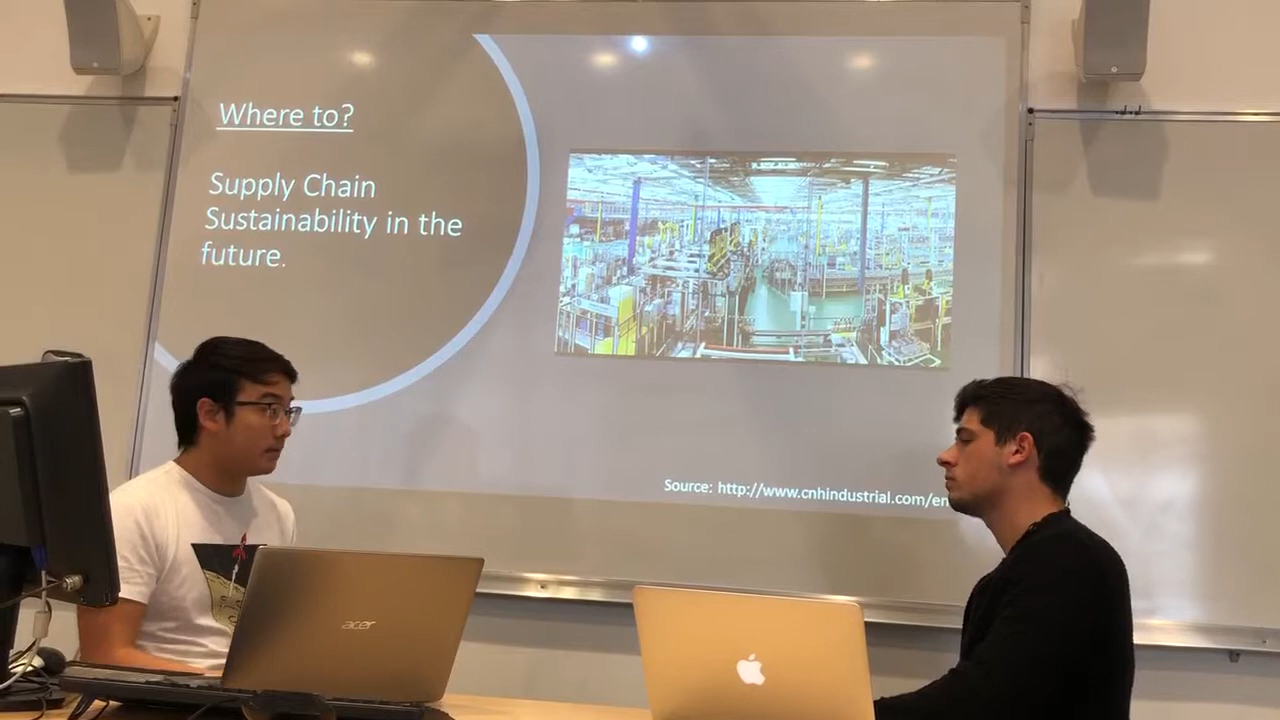 Where to?
Supply Chain
Sustainability in the
future.
Source: http://www.cnhindustrial.com/en
acer